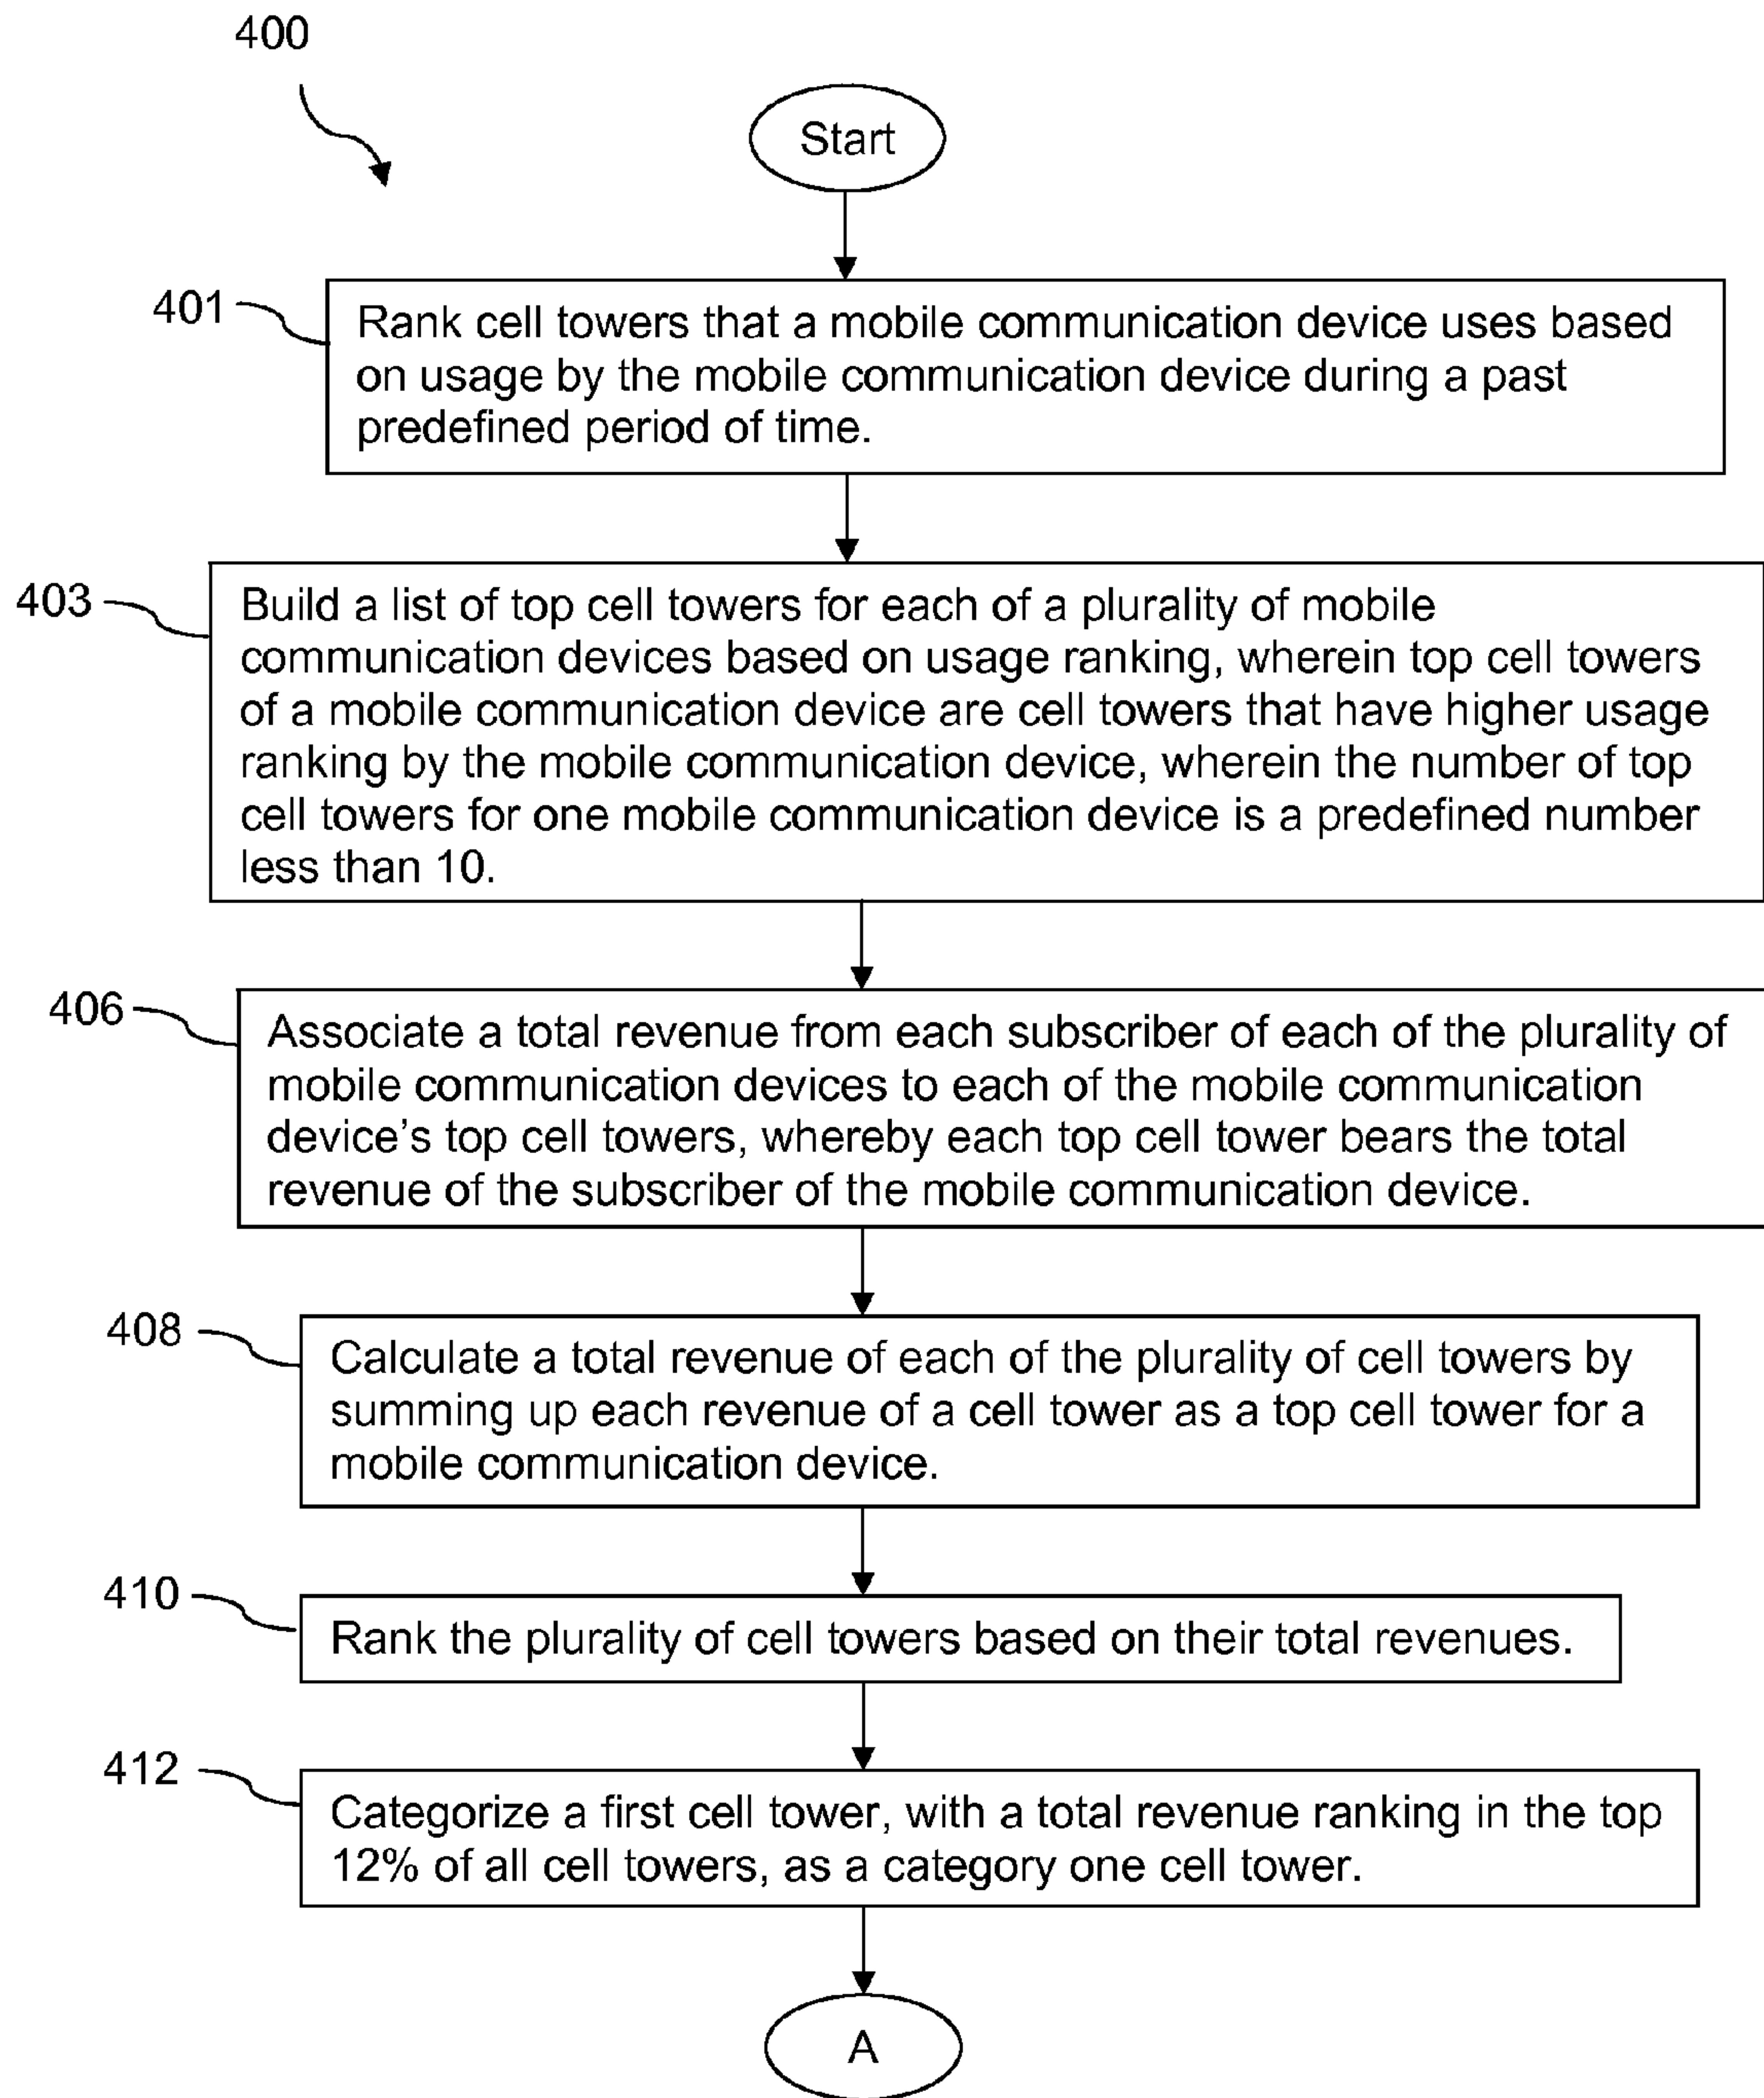 400
Start
401
Rank cell towers that a mobile communication device uses based
on usage by the mobile communication device during a past
predefined period of time.
403
Build a list of top cell towers for each of a plurality of mobile
communication devices based on usage ranking, wherein top cell towers
of a mobile communication device are cell towers that have higher usage
ranking by the mobile communication device, wherein the number of top
cell towers for one mobile communication device is a predefined number
less than 10.
406
Associate a total revenue from each subscriber of each of the plurality of
mobile communication devices to each of the mobile communication
device’s top cell towers, whereby each top cell tower bears the total
revenue of the subscriber of the mobile communication device.
408
Calculate a total revenue of each of the plurality of cell towers by
summing up each revenue of a cell tower as a top cell tower for a
mobile communication device.
410
Rank the plurality of cell towers based on their total revenues.
412
Categorize a first cell tower, with a total revenue ranking in the top
12% of all cell towers, as a category one cell tower.
A